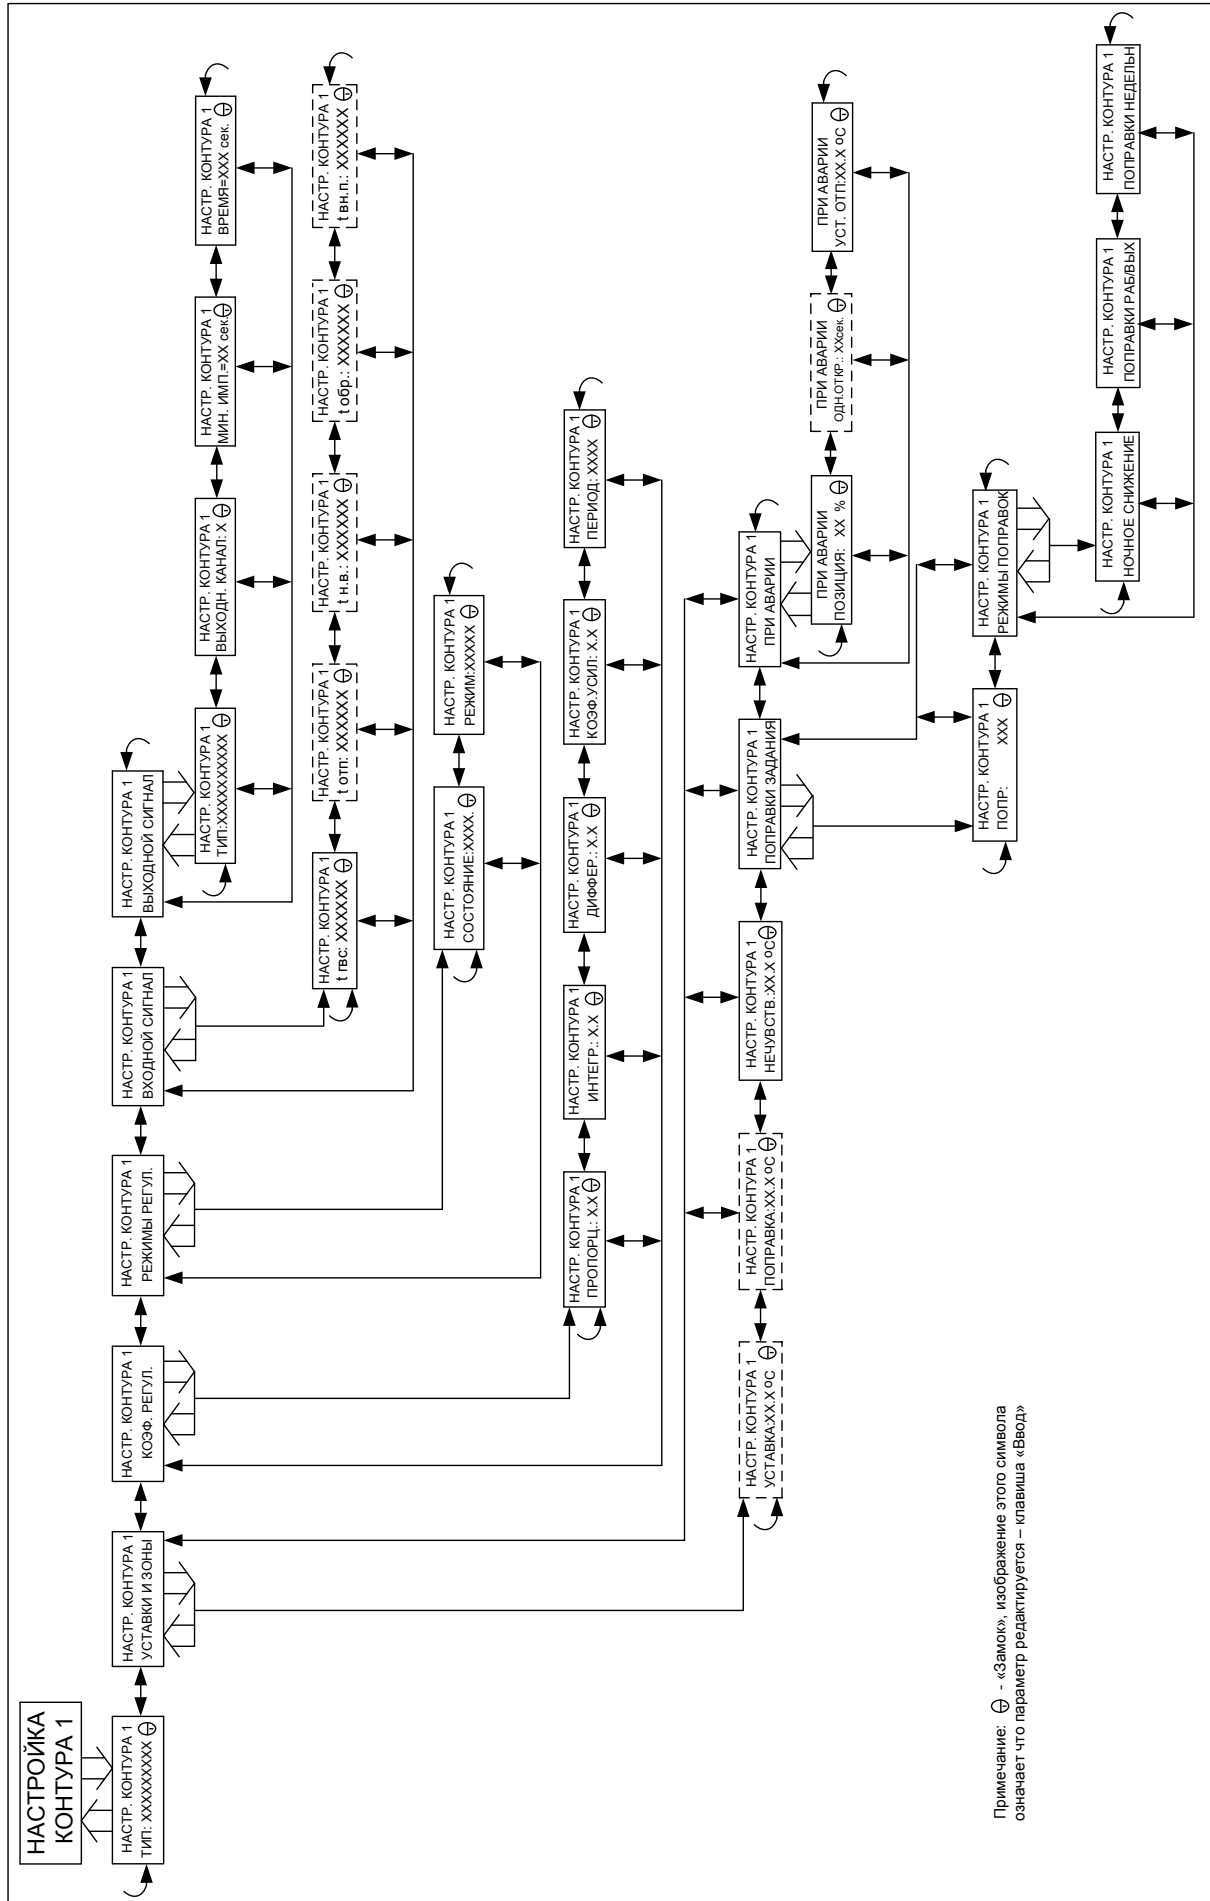 НАСТРОЙКА
КОНТУРА 1
НАСТР. КОНТУРА 1
ТИП: XXXXXXXXX
НАСТР. КОНТУРА 1
УСТАВКИ И ЗОНЫ
НАСТР. КОНТУРА 1
КОЭФ. РЕГУЛ.
НАСТР. КОНТУРА 1
РЕЖИМЫ РЕГУЛ.
НАСТР. КОНТУРА 1
ВХОДНОЙ СИГНАЛ
НАСТР. КОНТУРА 1
ВЫХОДНОЙ СИГНАЛ
НАСТР. КОНТУРА 1
ТИП:XXXXXXXXXX
НАСТР. КОНТУРА 1
ВЫХОДН. КАНАЛ: X
НАСТР. КОНТУРА 1
МИН. ИМП.=XX сек.
НАСТР. КОНТУРА 1
ВРЕМЯ=XXX сек.
НАСТР. КОНТУРА 1
t гвс: XXXXXX
НАСТР. КОНТУРА 1
t отп: XXXXXX
НАСТР. КОНТУРА 1
t н.в.: XXXXXX
НАСТР. КОНТУРА 1
t обр.: XXXXXX
НАСТР. КОНТУРА 1
t вн.п.: XXXXXX
НАСТР. КОНТУРА 1
СОСТОЯНИЕ:XXXX.
НАСТР. КОНТУРА 1
РЕЖИМ:XXXXX
НАСТР. КОНТУРА 1
ПРОПОРЦ.: X.X
НАСТР. КОНТУРА 1
ИНТЕГР.: X.X
НАСТР. КОНТУРА 1
ДИФФЕР.: X.X
НАСТР. КОНТУРА 1
КОЭФ.УСИЛ: X.X
НАСТР. КОНТУРА 1
ПЕРИОД: XXXX
НАСТР. КОНТУРА 1
УСТАВКА:XX.X ºC
НАСТР. КОНТУРА 1
ПОПРАВКА:XX.X ºC
НАСТР. КОНТУРА 1
НЕЧУВСТВ.:XX.X ºC
НАСТР. КОНТУРА 1
ПОПРАВКИ ЗАДАНИЯ
НАСТР. КОНТУРА 1
ПРИ АВАРИИ
ПРИ АВАРИИ
ПОЗИЦИЯ: XX %
ПРИ АВАРИИ
ОДН.ОТКР.: XXсек.
ПРИ АВАРИИ
УСТ. ОТП:XX.X ºC
НАСТР. КОНТУРА 1
ПОПР: XXX
НАСТР. КОНТУРА 1
РЕЖИМЫ ПОПРАВОК
НАСТР. КОНТУРА 1
НОЧНОЕ СНИЖЕНИЕ
НАСТР. КОНТУРА 1
ПОПРАВКИ РАБ/ВЫХ
НАСТР. КОНТУРА 1
ПОПРАВКИ НЕДЕЛЬН
Примечание: - «Замок», изображение этого символа
означает что параметр редактируется – клавиша «Ввод»